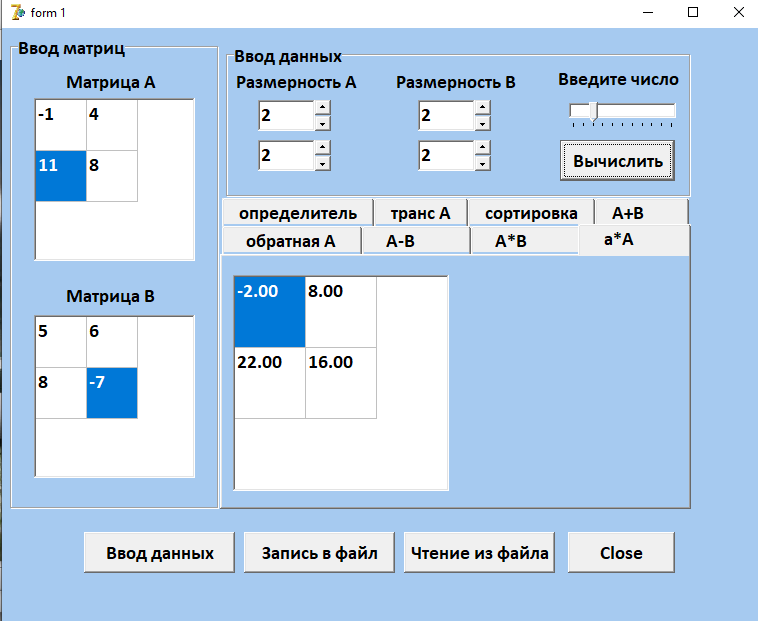 form 1
Ввод матриц
Матрица А
-1 4
11 8
Матрица В
5 6
8 -7
Ввод данных
Размерность А Размерность В Введите число
2 2
2 2
Вычислить
определитель транс А сортировка А+В
обратная А А-В А*В а*А
-2.00 8.00
22.00 16.00
Ввод данных Запись в файл Чтение из файла Close